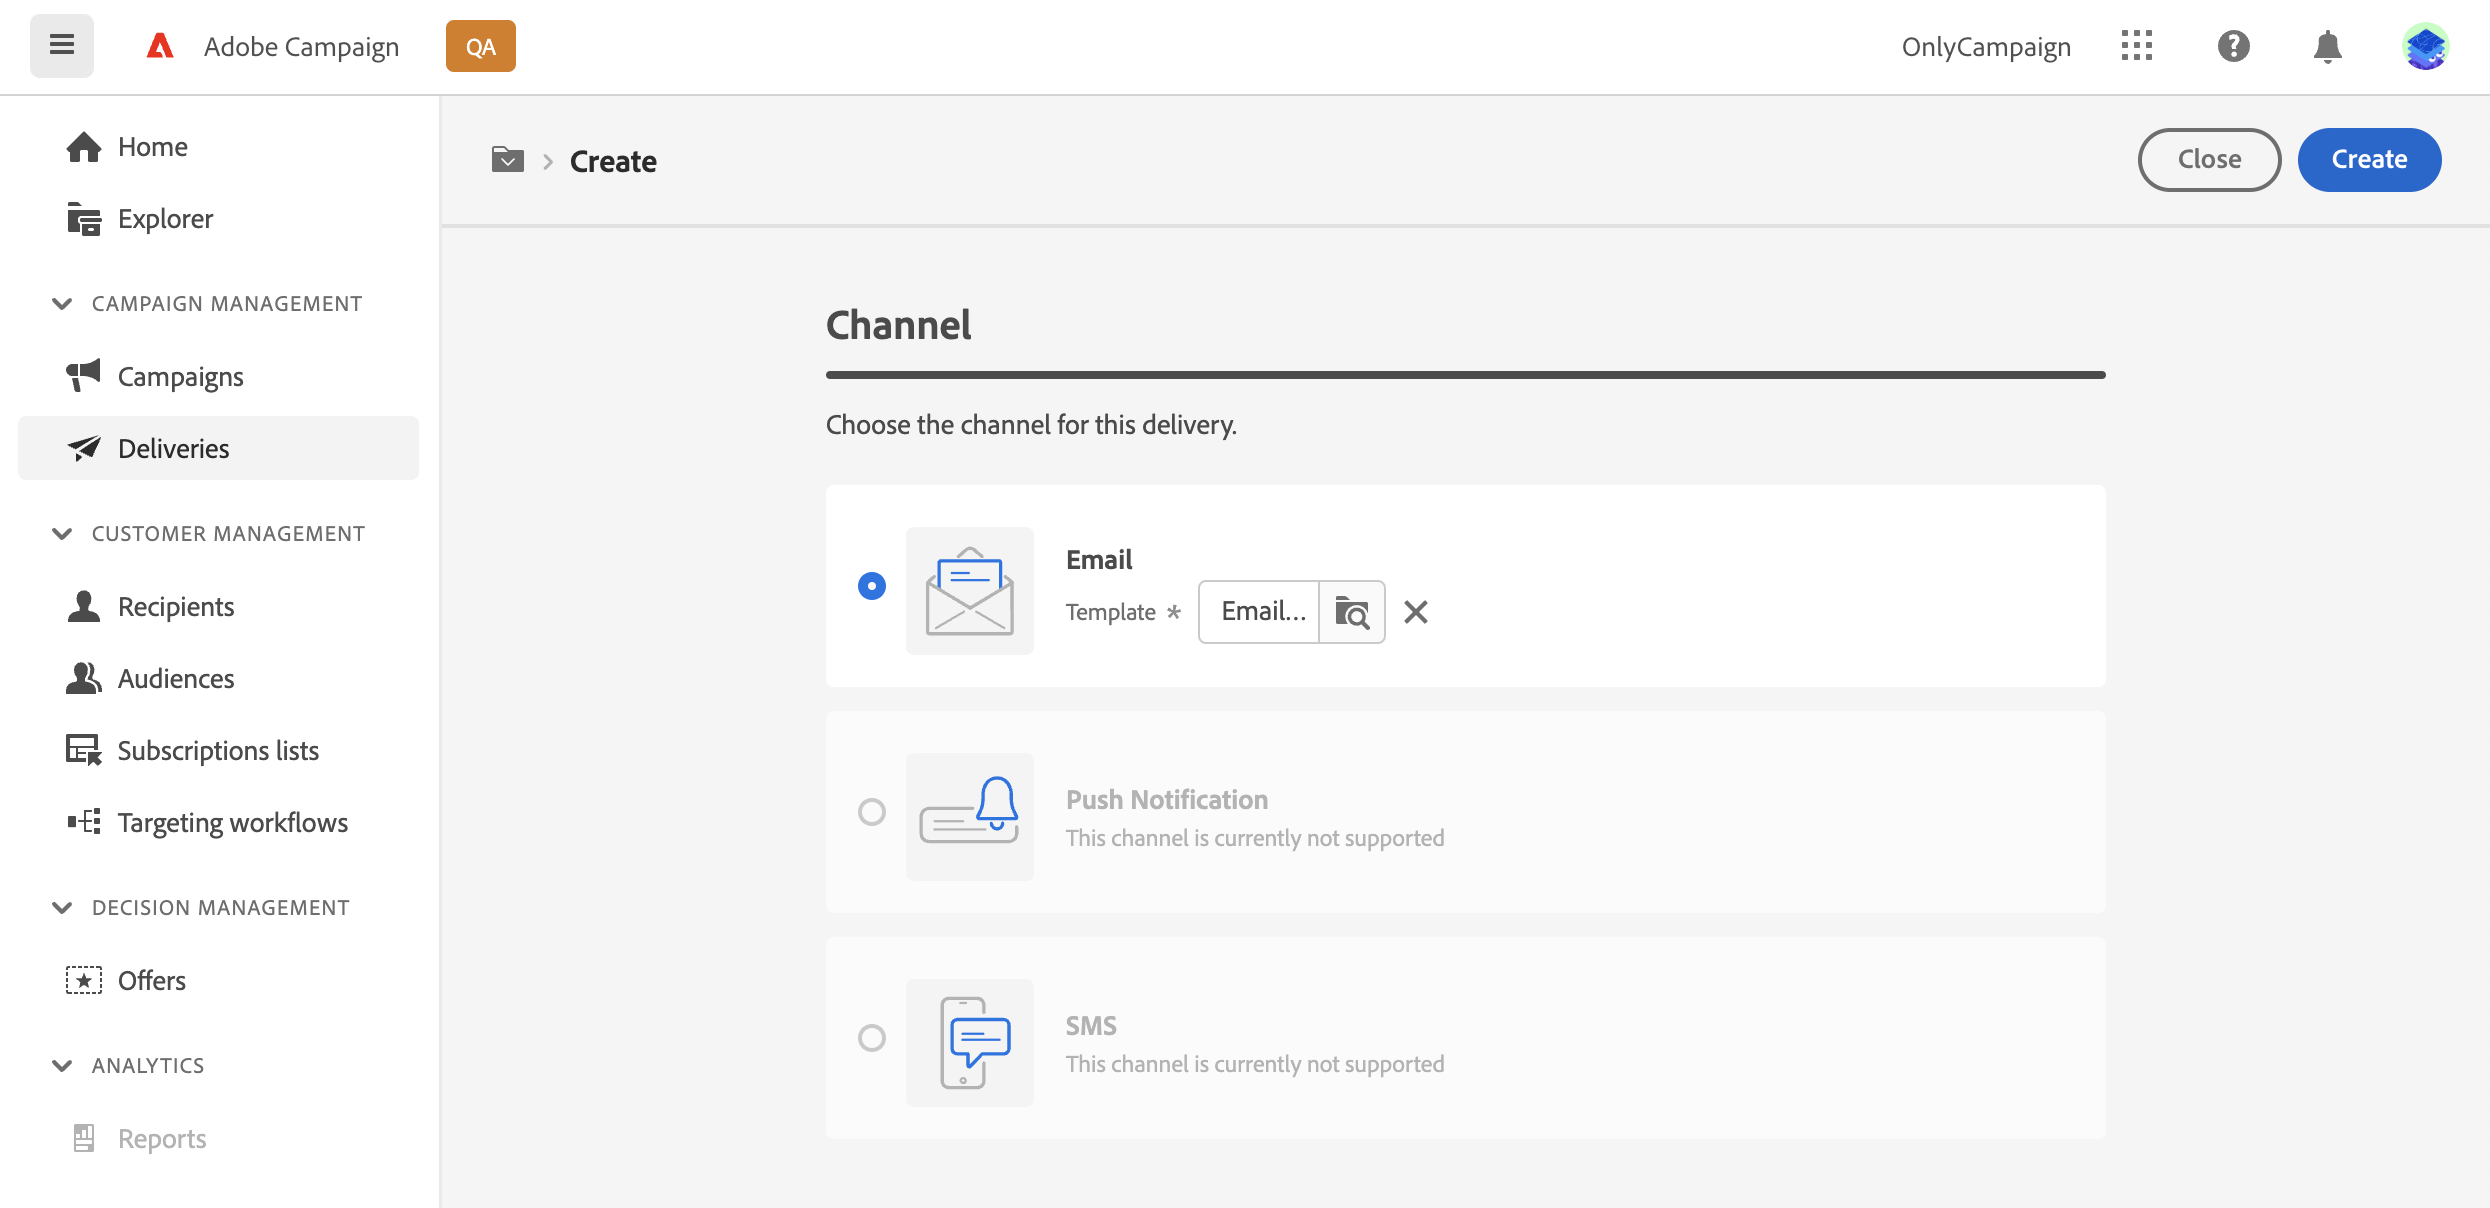 Adobe Campaign
QA
OnlyCampaign
Home
Explorer
CAMPAIGN MANAGEMENT
Campaigns
Deliveries
CUSTOMER MANAGEMENT
Recipients
Audiences
Subscriptions lists
Targeting workflows
DECISION MANAGEMENT
Offers
ANALYTICS
Reports
Create
Close
Create
Channel
Choose the channel for this delivery.
Email
Template *
Email...
Push Notification
This channel is currently not supported
SMS
This channel is currently not supported